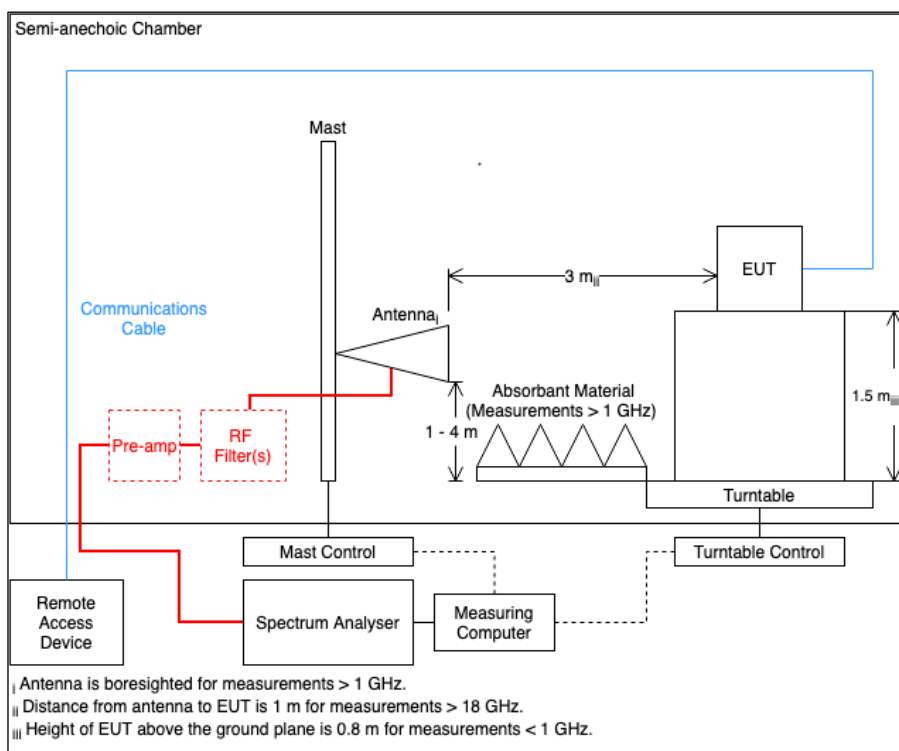 Semi-anechoic Chamber
Mast
EUT
3 mii
Communications
Cable
Antennai
Absorbant Material
(Measurements > 1 GHz)
1.5 miii
1 - 4 m
Pre-amp
RF
Filter(s)
Turntable
Mast Control
Turntable Control
Remote
Access
Device
Spectrum Analyser
Measuring
Computer
i Antenna is boresighted for measurements > 1 GHz.
ii Distance from antenna to EUT is 1 m for measurements > 18 GHz.
iii Height of EUT above the ground plane is 0.8 m for measurements < 1 GHz.